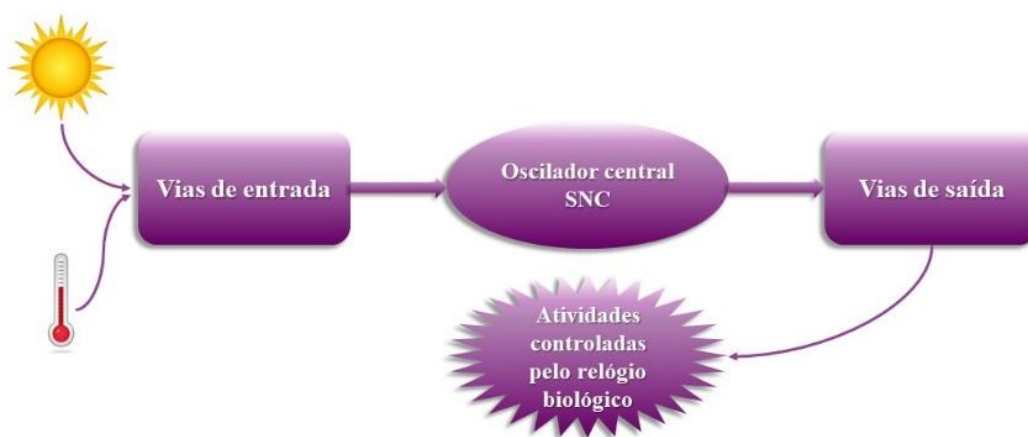 Vias de entrada
Oscilador central
SNC
Vias de saída
Atividades
controladas
pelo relógio
biológico